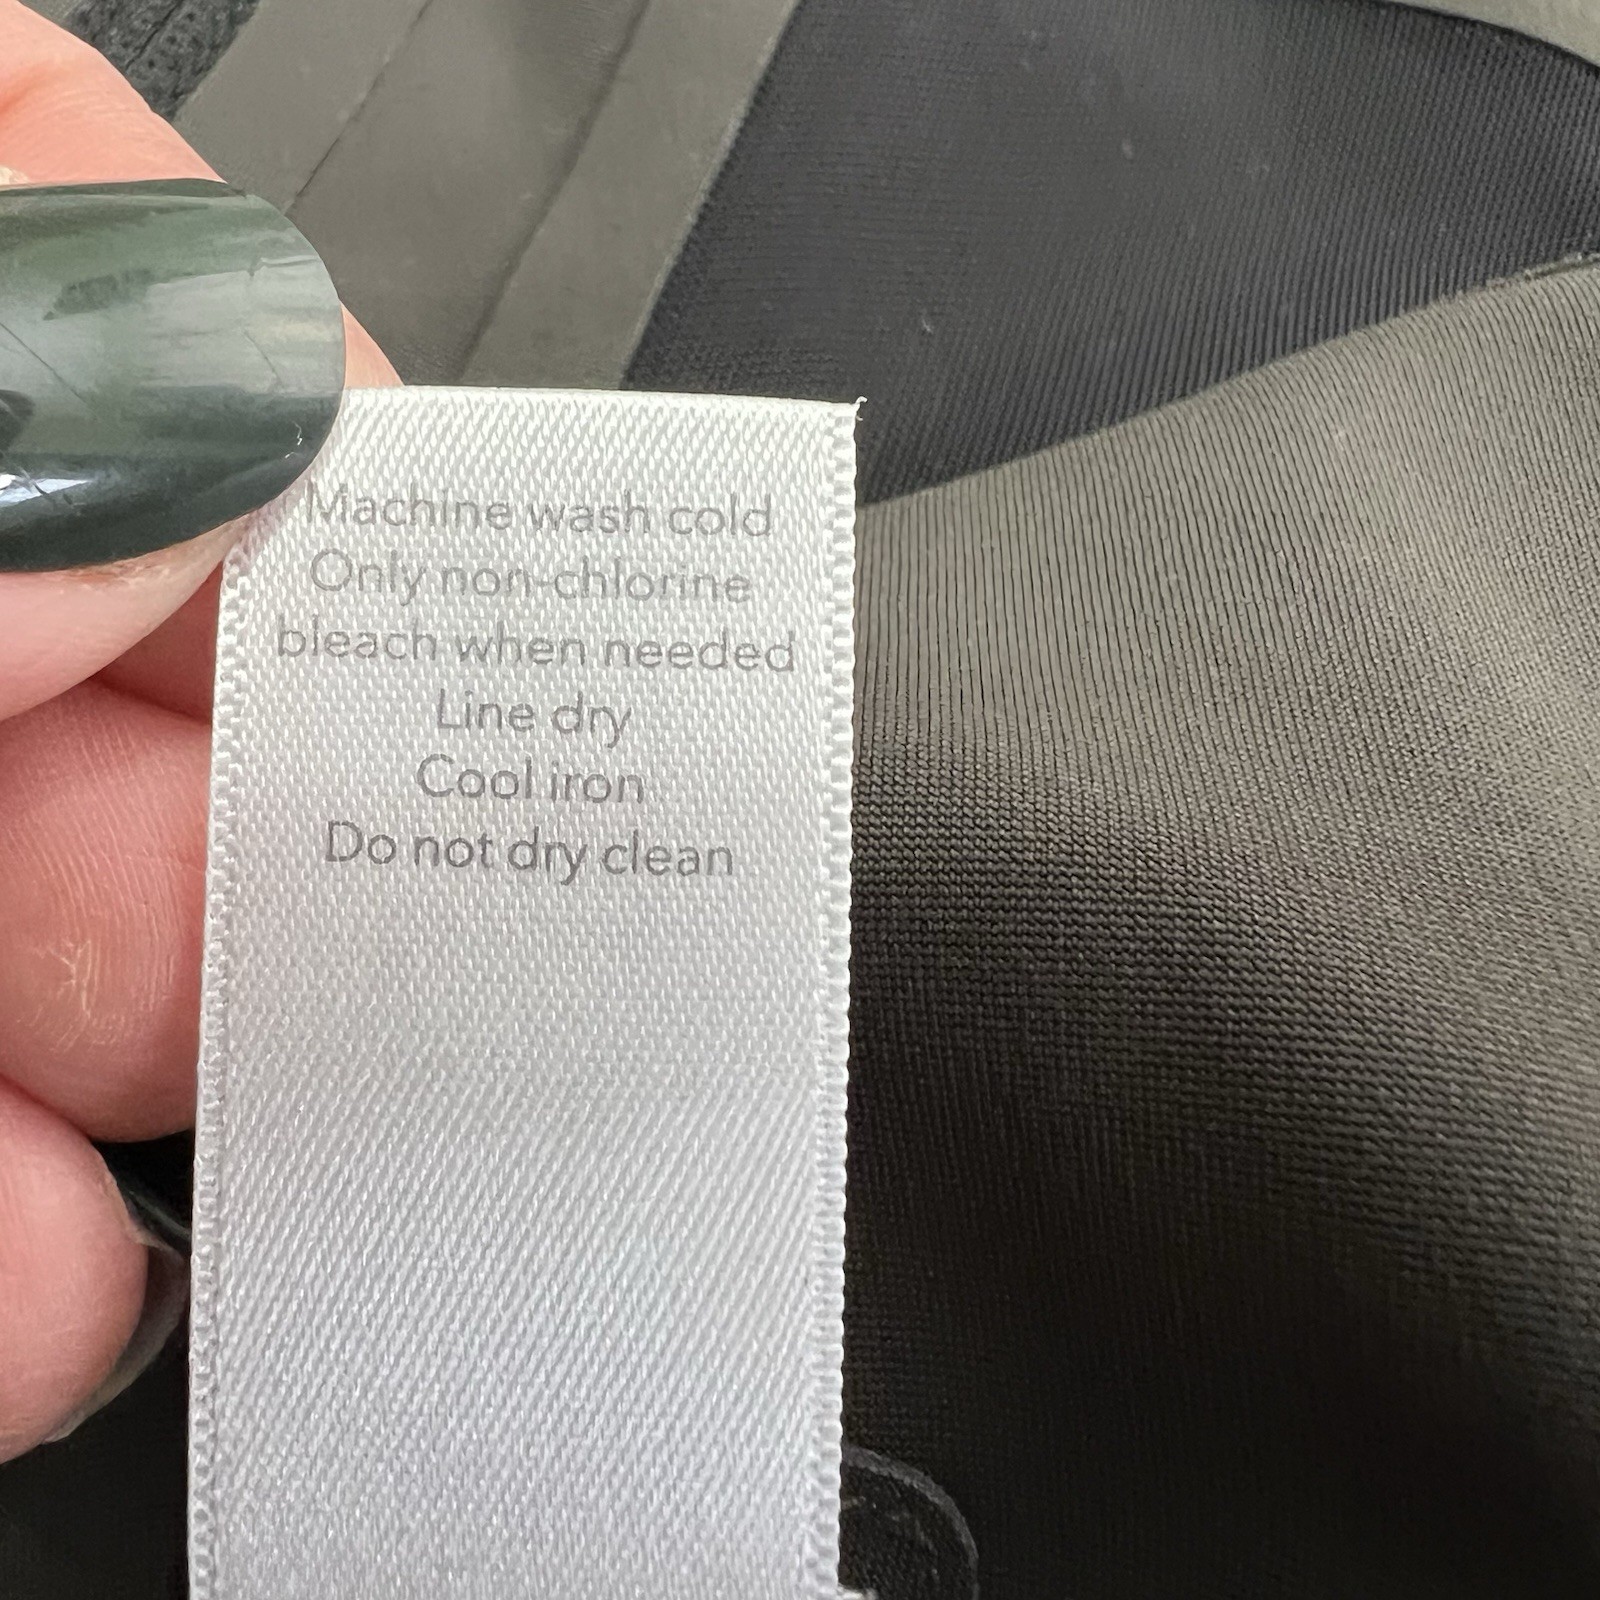 Machine wash cold
Only non-chlorine
bleach when needed
Line dry
Cool iron
Do not dry clean